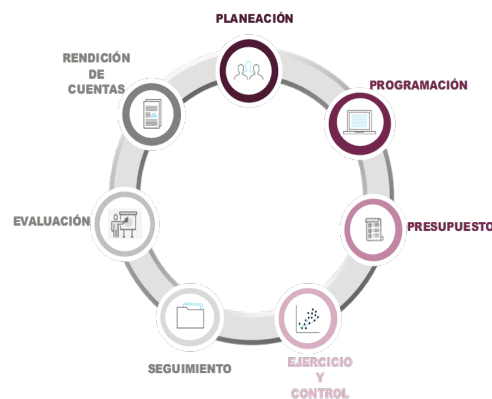 PLANEACIÓN
PROGRAMACIÓN
PRESUPUESTO
EJERCICIO
Y
CONTROL
SEGUIMIENTO
EVALUACIÓN
RENDICIÓN
DE
CUENTAS